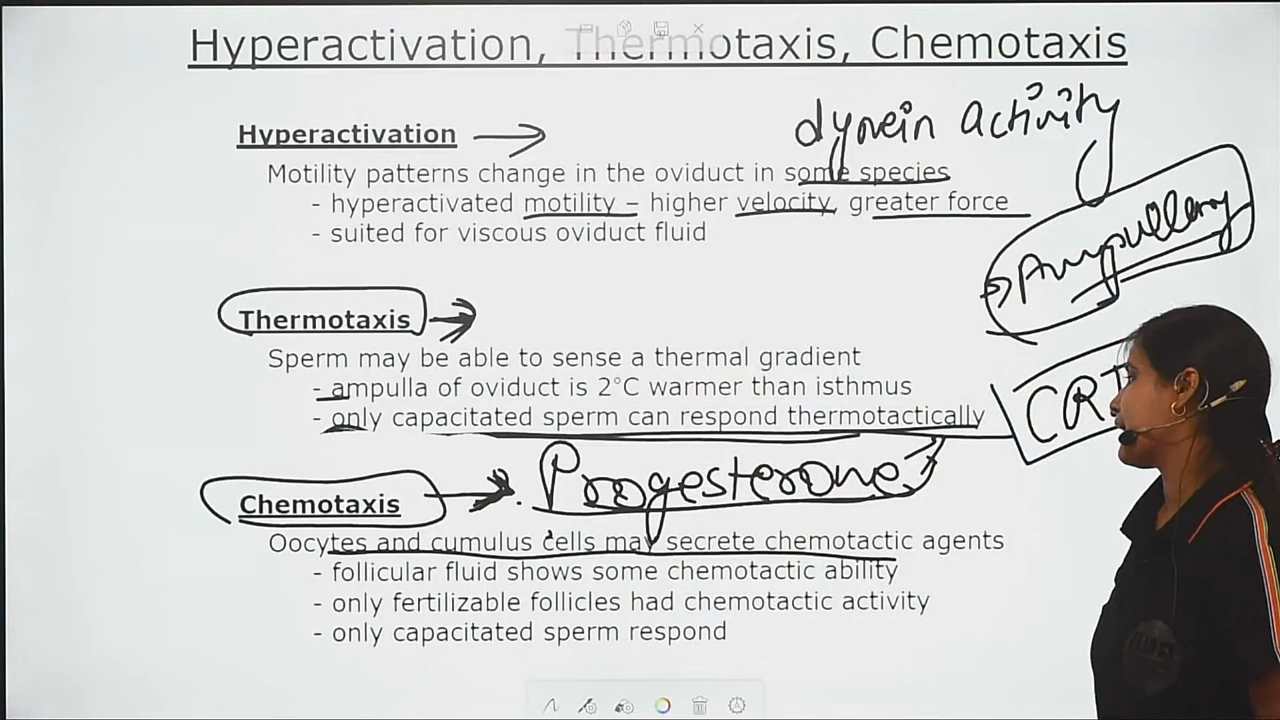 Hyperactivation, Thermotaxis, Chemotaxis
dynein activity
Hyperactivation
Motility patterns change in the oviduct in some species
- hyperactivated motility – higher velocity, greater force
- suited for viscous oviduct fluid
Ampullary
Thermotaxis
Sperm may be able to sense a thermal gradient
- ampulla of oviduct is 2°C warmer than isthmus
- only capacitated sperm can respond thermotactically
CRT
Progesterone
Chemotaxis
Oocytes and cumulus cells may secrete chemotactic agents
- follicular fluid shows some chemotactic ability
- only fertilizable follicles had chemotactic activity
- only capacitated sperm respond